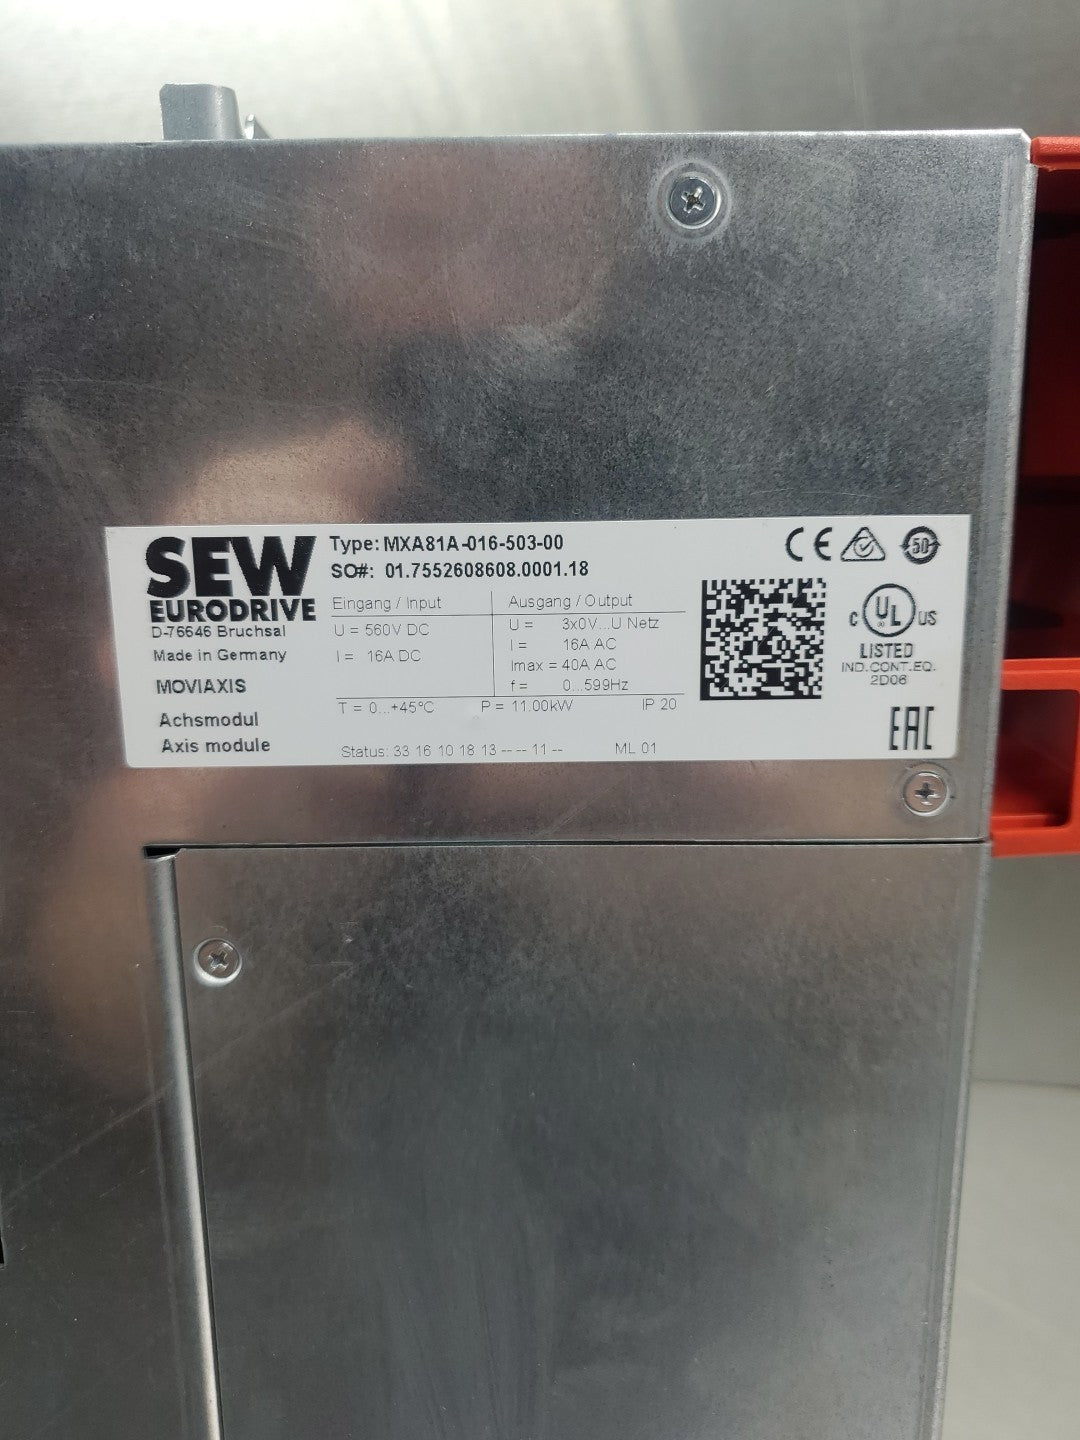 SEW
EURODRIVE
D-76646 Bruchsal
Made in Germany
MOVIAXIS
Achsmodul
Axis module
Type: MXA81A-016-503-00
SO#: 01.7552608608.0001.18
Eingang / Input
U = 560V DC
I = 16A DC
Ausgang / Output
U = 3x0V...U Netz
I = 16A AC
Imax = 40A AC
f = 0...599Hz
T = 0...+45°C P = 11.00kW IP 20
Status: 33 16 10 18 13 -- -- 11 -- ML 01
CE
50
C UL US
LISTED
IND.CONT.EQ.
2D06
EAC